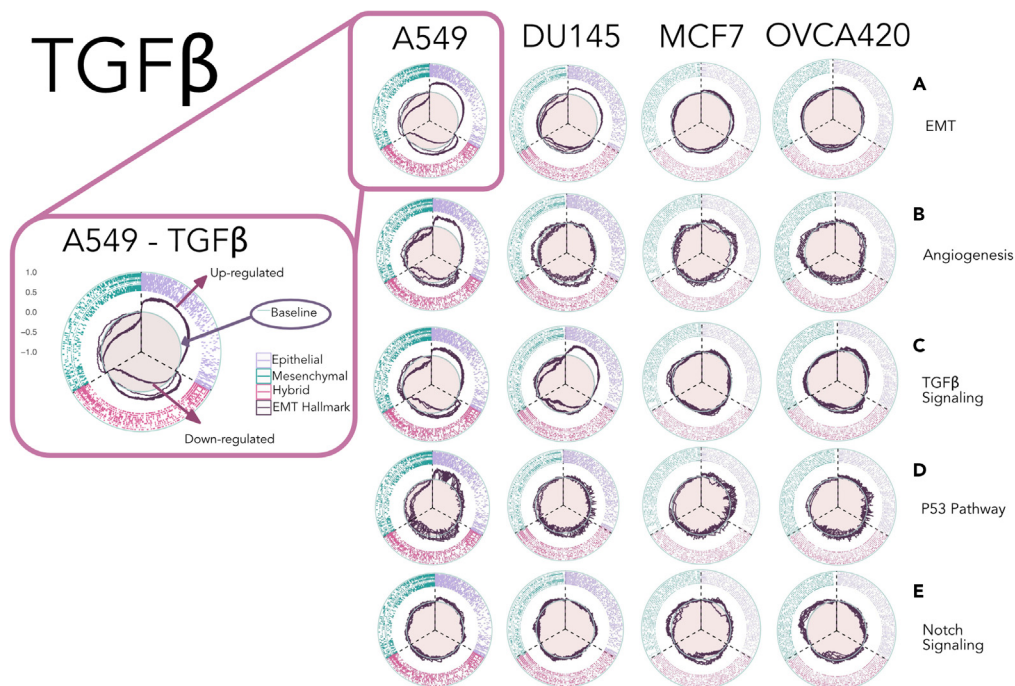 TGFβ
A549
DU145
MCF7
OVCA420
A
EMT
B
Angiogenesis
C
TGFβ
Signaling
D
P53 Pathway
E
Notch
Signaling
A549 - TGFβ
1.0
0.5
0.0
−0.5
−1.0
Up-regulated
Baseline
Epithelial
Mesenchymal
Hybrid
EMT Hallmark
Down-regulated